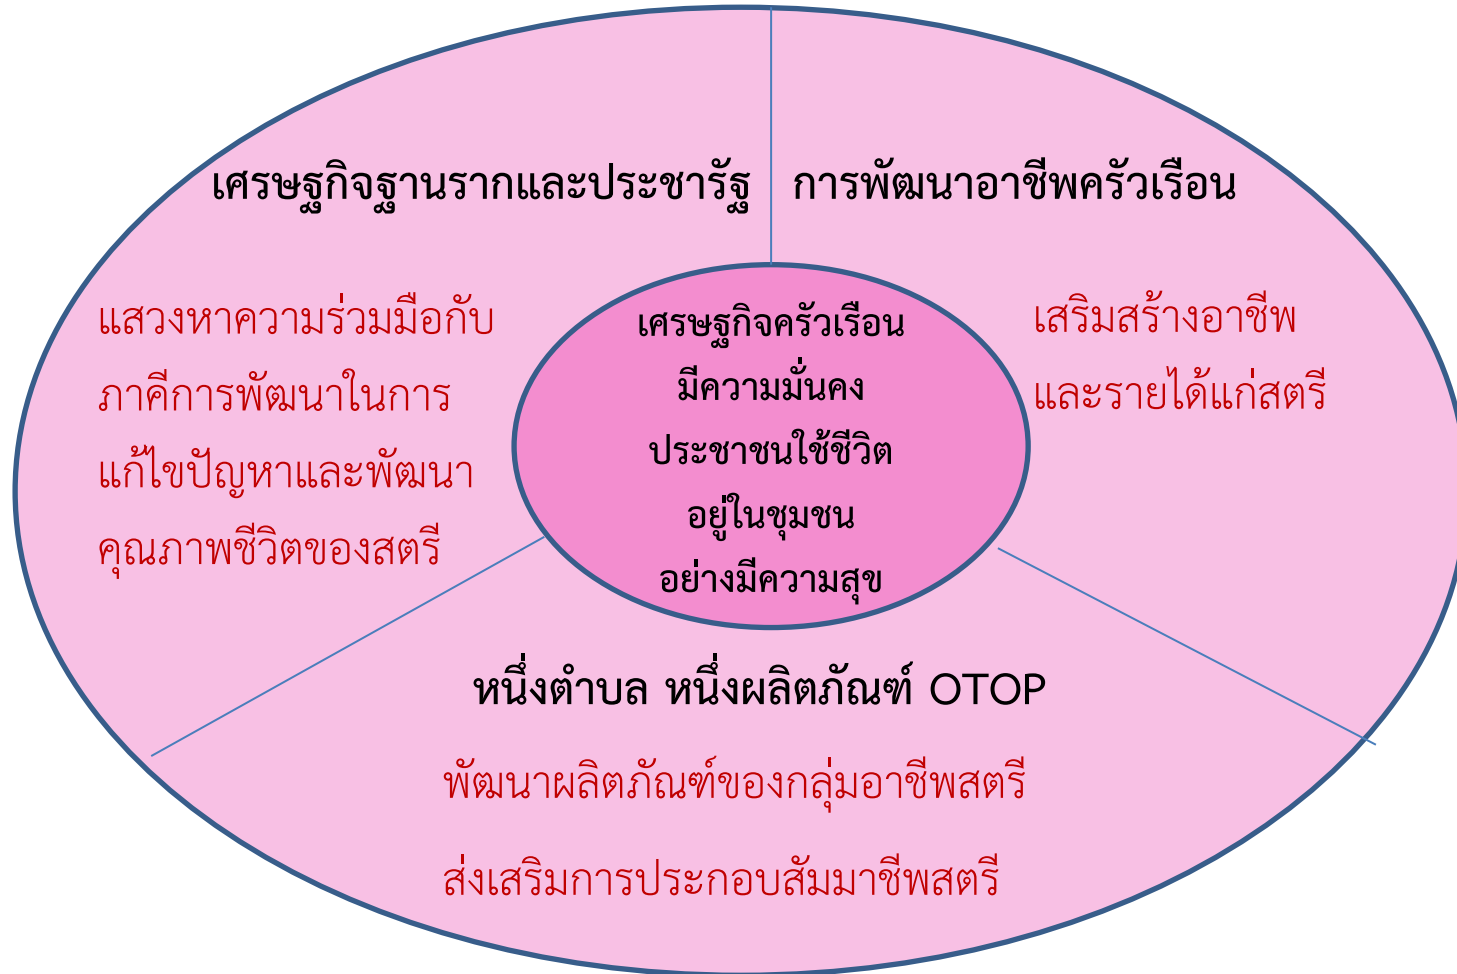 เศรษฐกิจฐานรากและประชารัฐ
แสวงหาความร่วมมือกับ
ภาคีการพัฒนาในการ
แก้ไขปัญหาและพัฒนา
คุณภาพชีวิตของสตรี
การพัฒนาอาชีพครัวเรือน
เสริมสร้างอาชีพ
และรายได้แก่สตรี
เศรษฐกิจครัวเรือน
มีความมั่นคง
ประชาชนใช้ชีวิต
อยู่ในชุมชน
อย่างมีความสุข
หนึ่งตำบล หนึ่งผลิตภัณฑ์ OTOP
พัฒนาผลิตภัณฑ์ของกลุ่มอาชีพสตรี
ส่งเสริมการประกอบสัมมาชีพสตรี